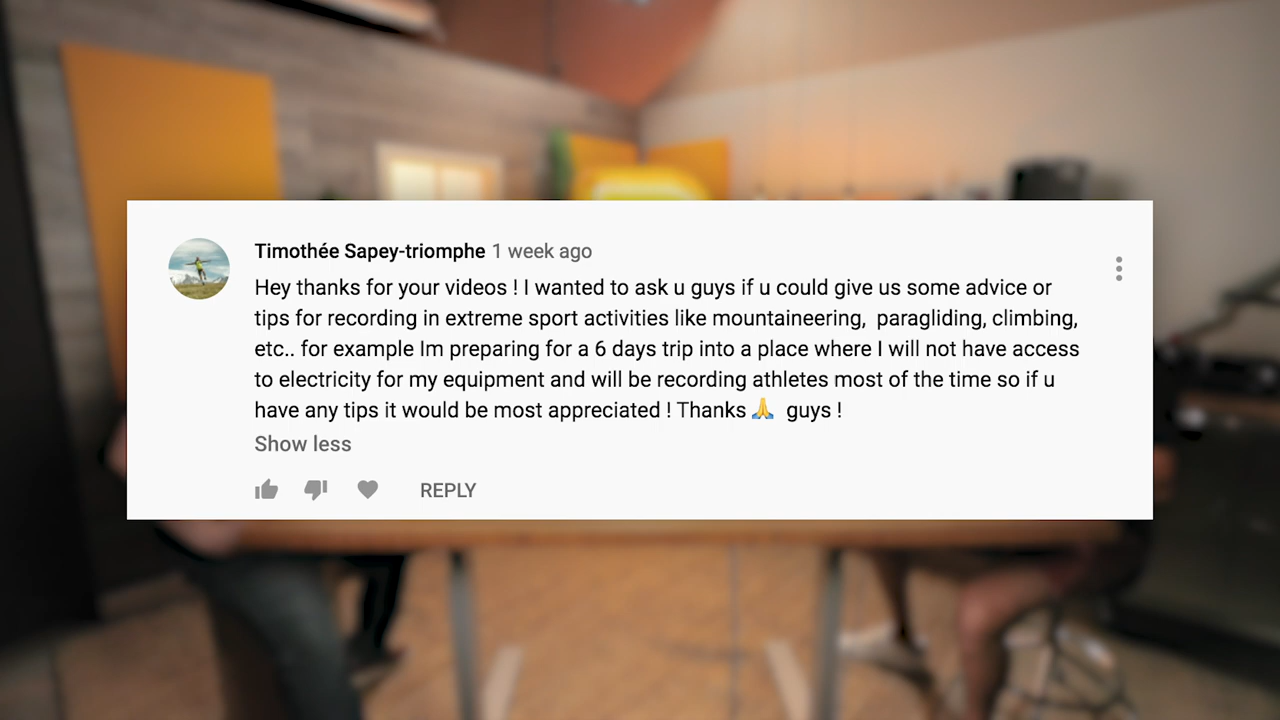 Timothée Sapey-triomphe 1 week ago
Hey thanks for your videos ! I wanted to ask u guys if u could give us some advice or
tips for recording in extreme sport activities like mountaineering,  paragliding, climbing,
etc.. for example Im preparing for a 6 days trip into a place where I will not have access
to electricity for my equipment and will be recording athletes most of the time so if u
have any tips it would be most appreciated ! Thanks 🙏  guys !
Show less
REPLY